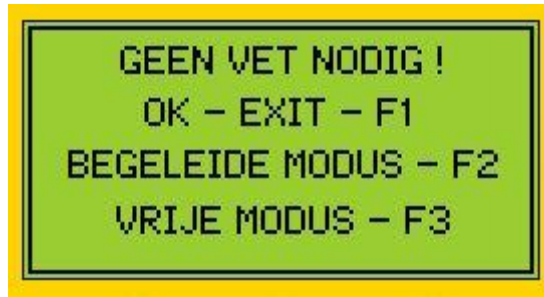 GEEN VET NODIG !
OK – EXIT – F1
BEGELEIDE MODUS – F2
VRIJE MODUS – F3